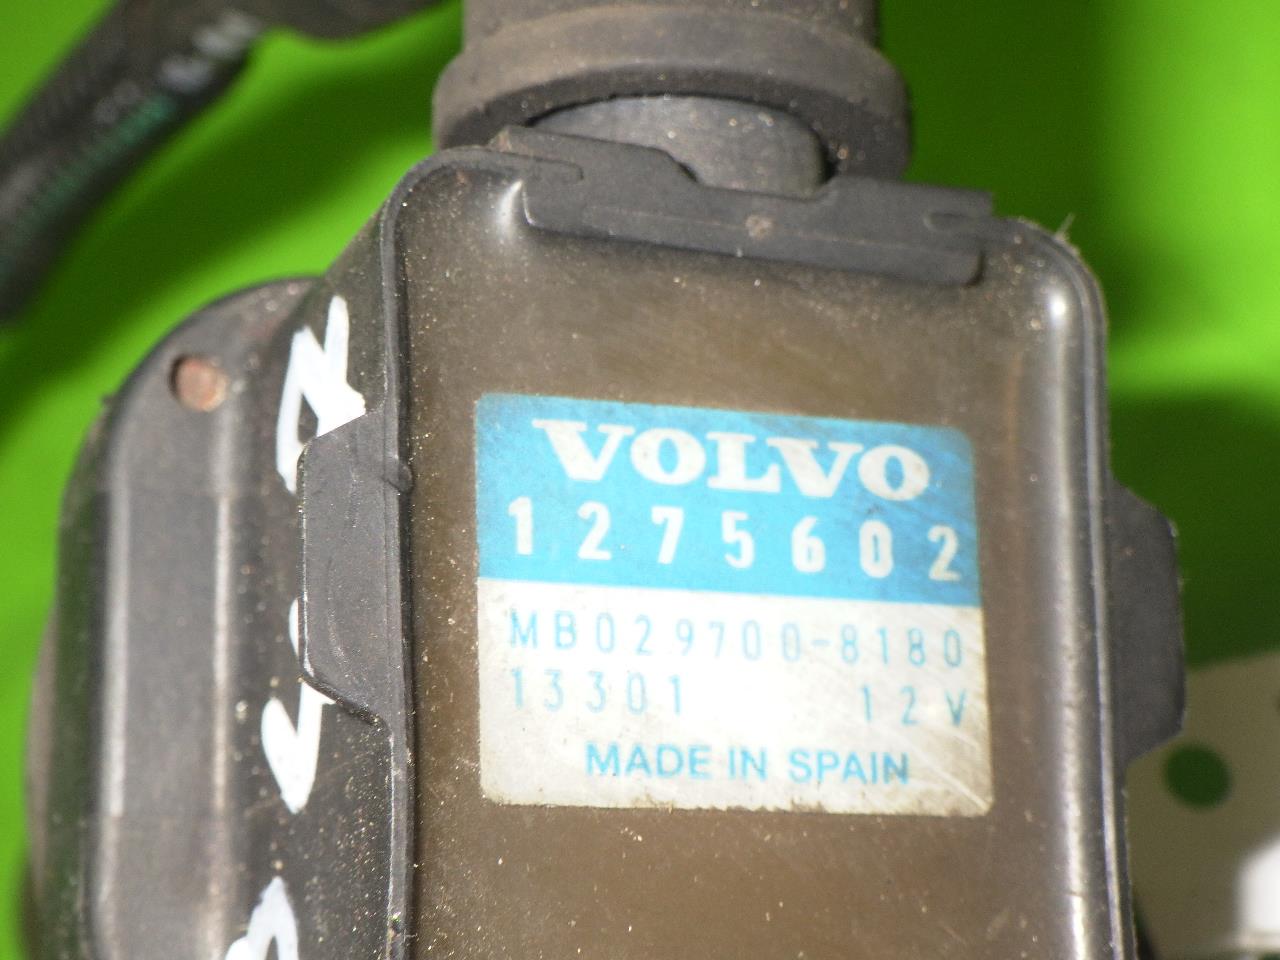 VOLVO
1275602
MB029700-8180
13301 12V
MADE IN SPAIN